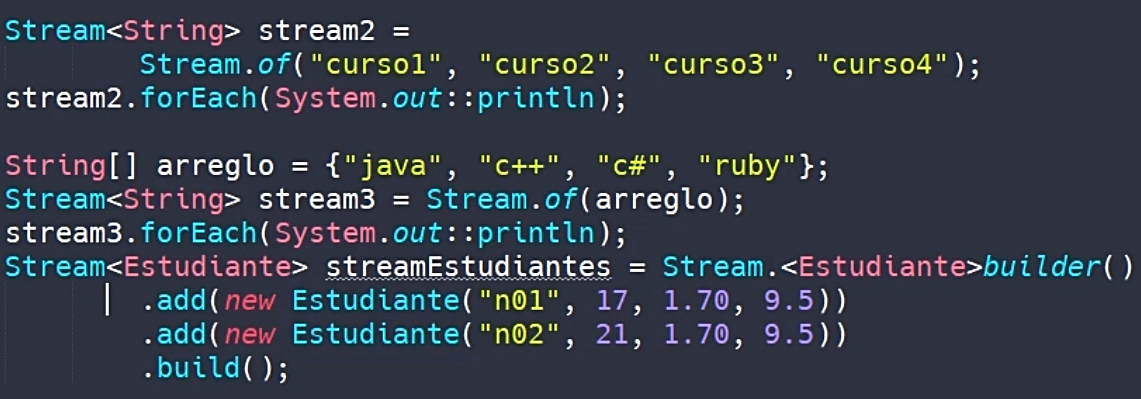 Stream<String> stream2 =
        Stream.of("curso1", "curso2", "curso3", "curso4");
stream2.forEach(System.out::println);

String[] arreglo = {"java", "c++", "c#", "ruby"};
Stream<String> stream3 = Stream.of(arreglo);
stream3.forEach(System.out::println);
Stream<Estudiante> streamEstudiantes = Stream.<Estudiante>builder()
        .add(new Estudiante("n01", 17, 1.70, 9.5))
        .add(new Estudiante("n02", 21, 1.70, 9.5))
        .build();